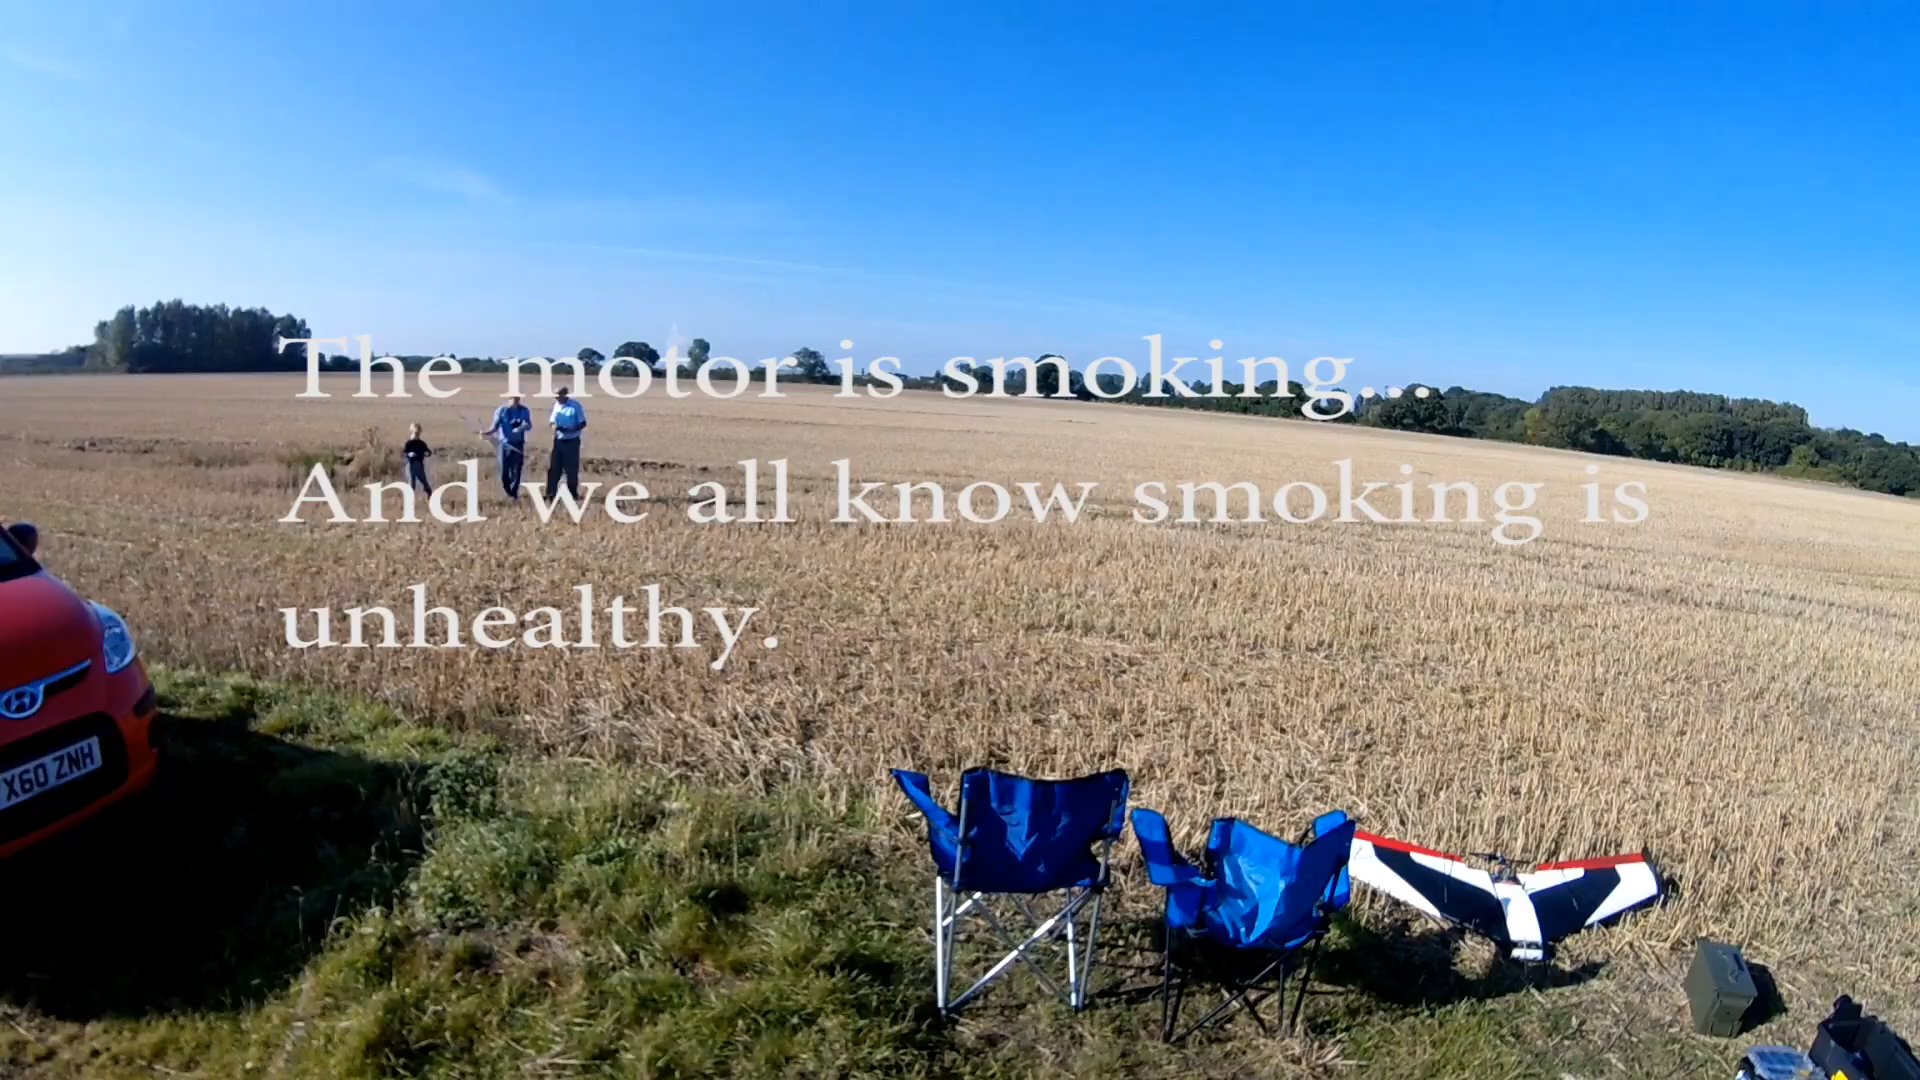 The motor is smoking...
And we all know smoking is
unhealthy.
X60 ZNH